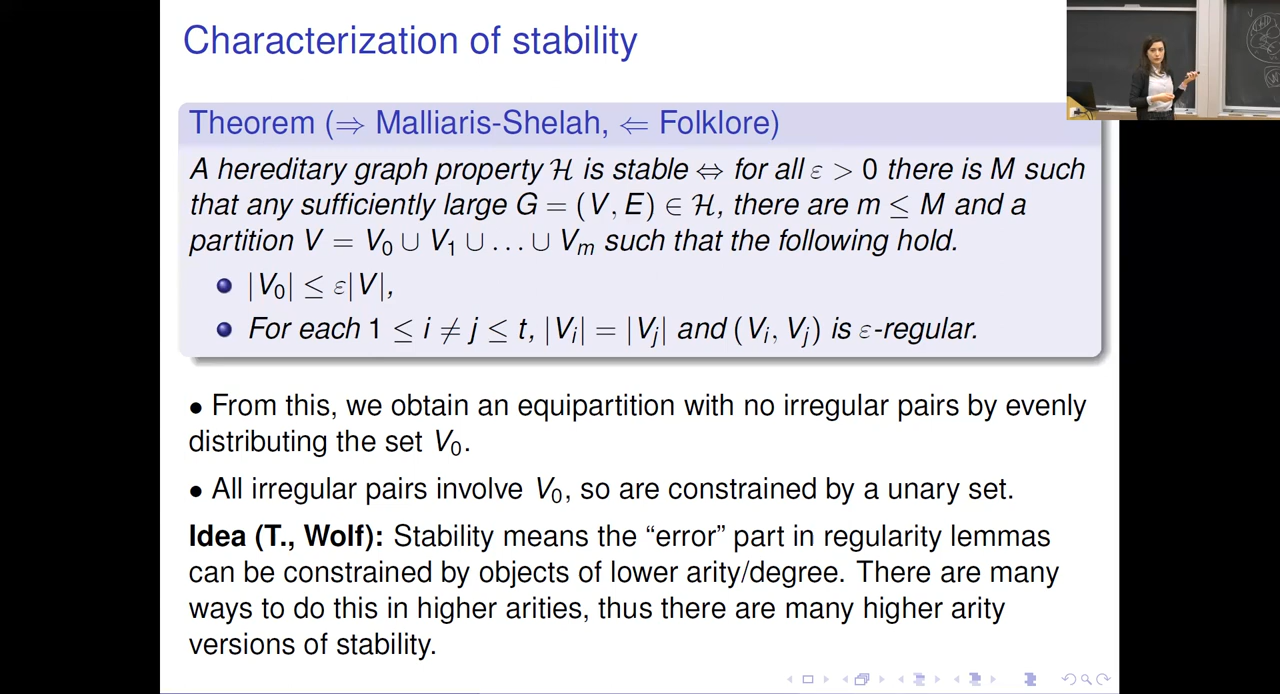 Characterization of stability
Theorem (⇒ Malliaris-Shelah, ⇐ Folklore)
A hereditary graph property ℋ is stable ⇔ for all ε > 0 there is M such
that any sufficiently large G = (V, E) ∈ ℋ, there are m ≤ M and a
partition V = V₀ ∪ V₁ ∪ … ∪ Vₘ such that the following hold.
|V₀| ≤ ε|V|,
For each 1 ≤ i ≠ j ≤ t, |Vᵢ| = |Vⱼ| and (Vᵢ, Vⱼ) is ε-regular.
• From this, we obtain an equipartition with no irregular pairs by evenly
distributing the set V₀.
• All irregular pairs involve V₀, so are constrained by a unary set.
Idea (T., Wolf): Stability means the “error” part in regularity lemmas
can be constrained by objects of lower arity/degree. There are many
ways to do this in higher arities, thus there are many higher arity
versions of stability.